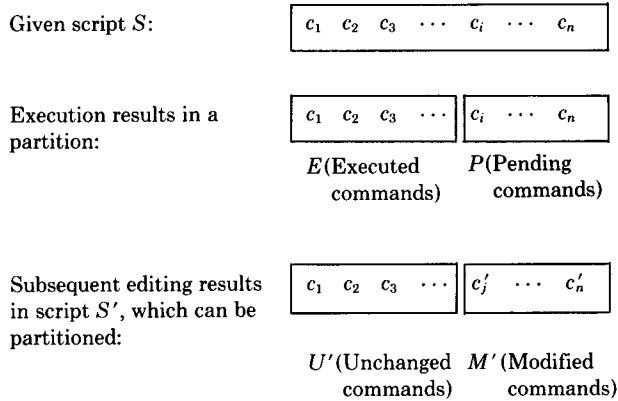 Given script S:
c₁ c₂ c₃ ··· cᵢ ··· cₙ
Execution results in a
partition:
c₁ c₂ c₃ ··· cᵢ ··· cₙ
E(Executed commands)
P(Pending commands)
Subsequent editing results
in script S′, which can be
partitioned:
c₁ c₂ c₃ ··· c′ⱼ ··· c′ₙ
U′(Unchanged commands)
M′(Modified commands)